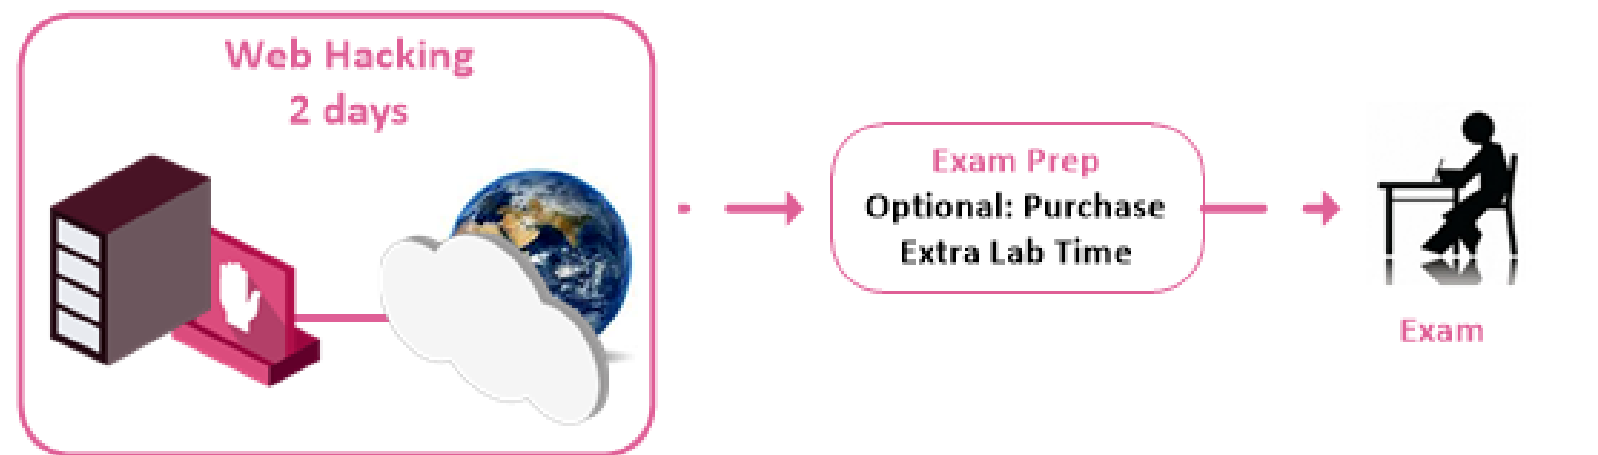 Web Hacking
2 days
Exam Prep
Optional: Purchase
Extra Lab Time
Exam